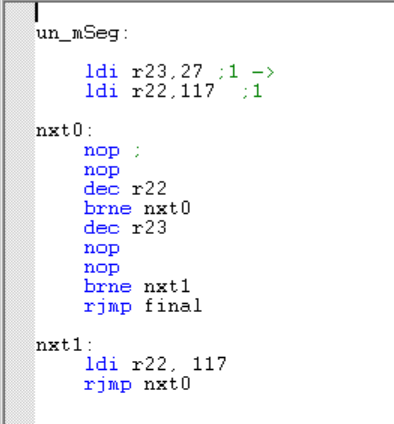 un_mSeg:
ldi r23,27 ;1 ->
ldi r22,117 ;1
nxt0:
nop ;
nop
dec r22
brne nxt0
dec r23
nop
nop
brne nxt1
rjmp final
nxt1:
ldi r22, 117
rjmp nxt0